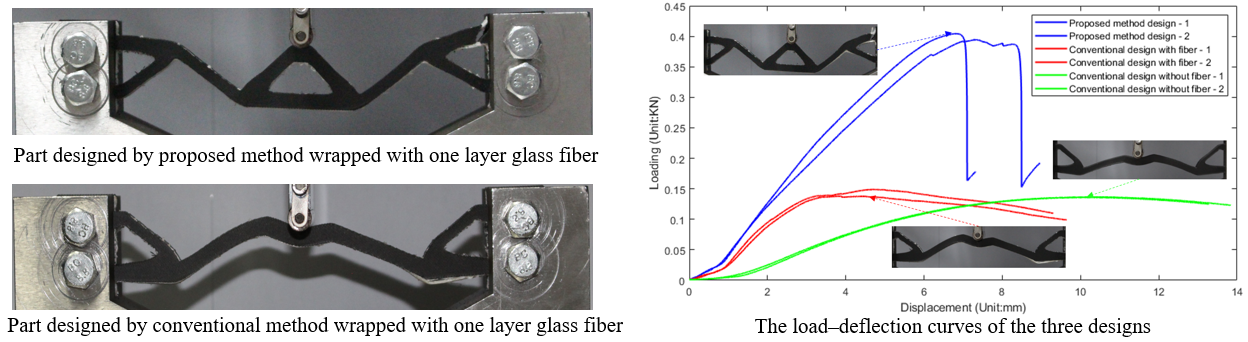 Part designed by proposed method wrapped with one layer glass fiber
Part designed by conventional method wrapped with one layer glass fiber
0.45
0.4
0.35
0.3
0.25
0.2
0.15
0.1
0.05
0
Loading (Unit:KN)
Proposed method design - 1
Proposed method design - 2
Conventional design with fiber - 1
Conventional design with fiber - 2
Conventional design without fiber - 1
Conventional design without fiber - 2
0 2 4 6 8 10 12 14
Displacement (Unit:mm)
The load–deflection curves of the three designs